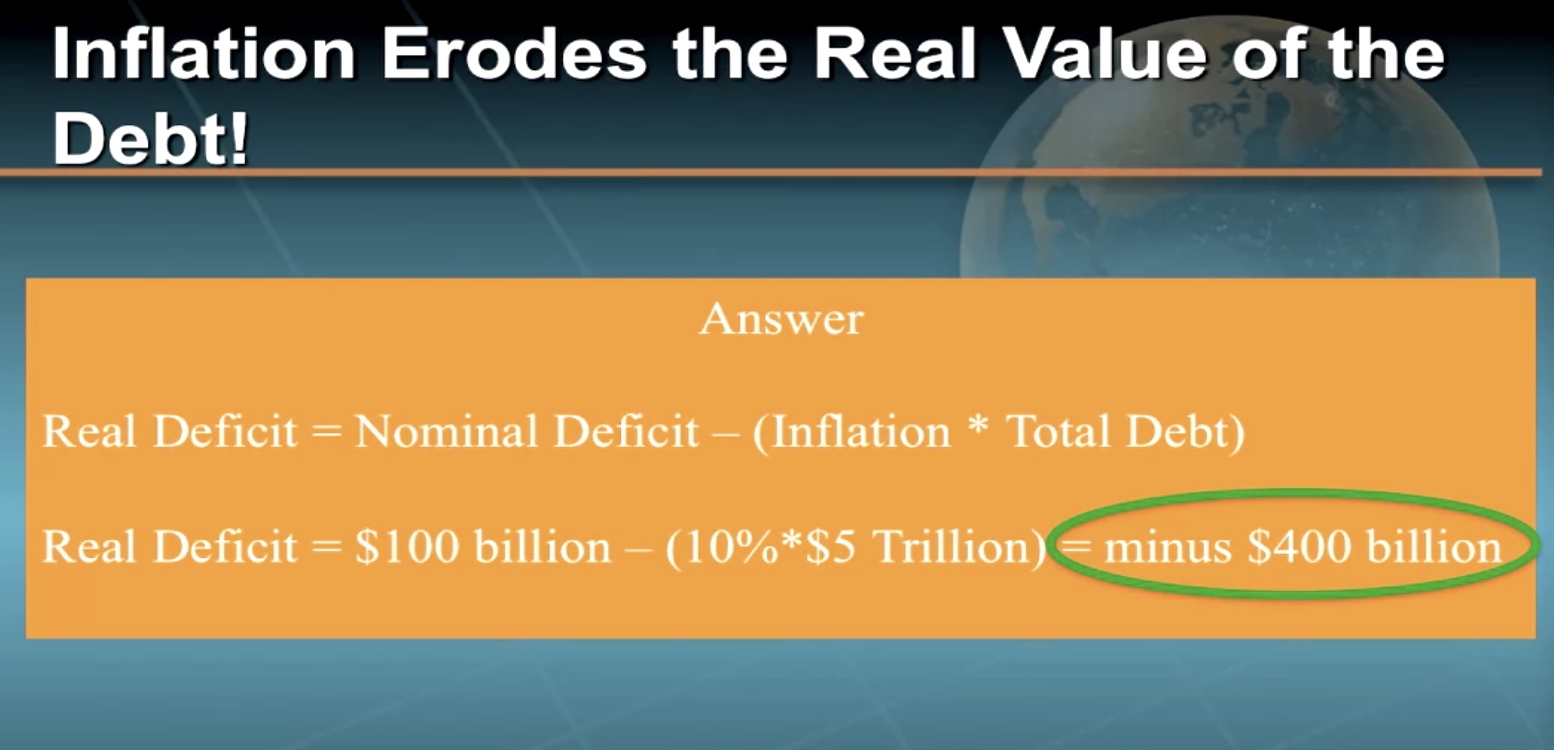 Inflation Erodes the Real Value of the
Debt!
Answer
Real Deficit = Nominal Deficit – (Inflation * Total Debt)
Real Deficit = $100 billion – (10%*$5 Trillion) = minus $400 billion